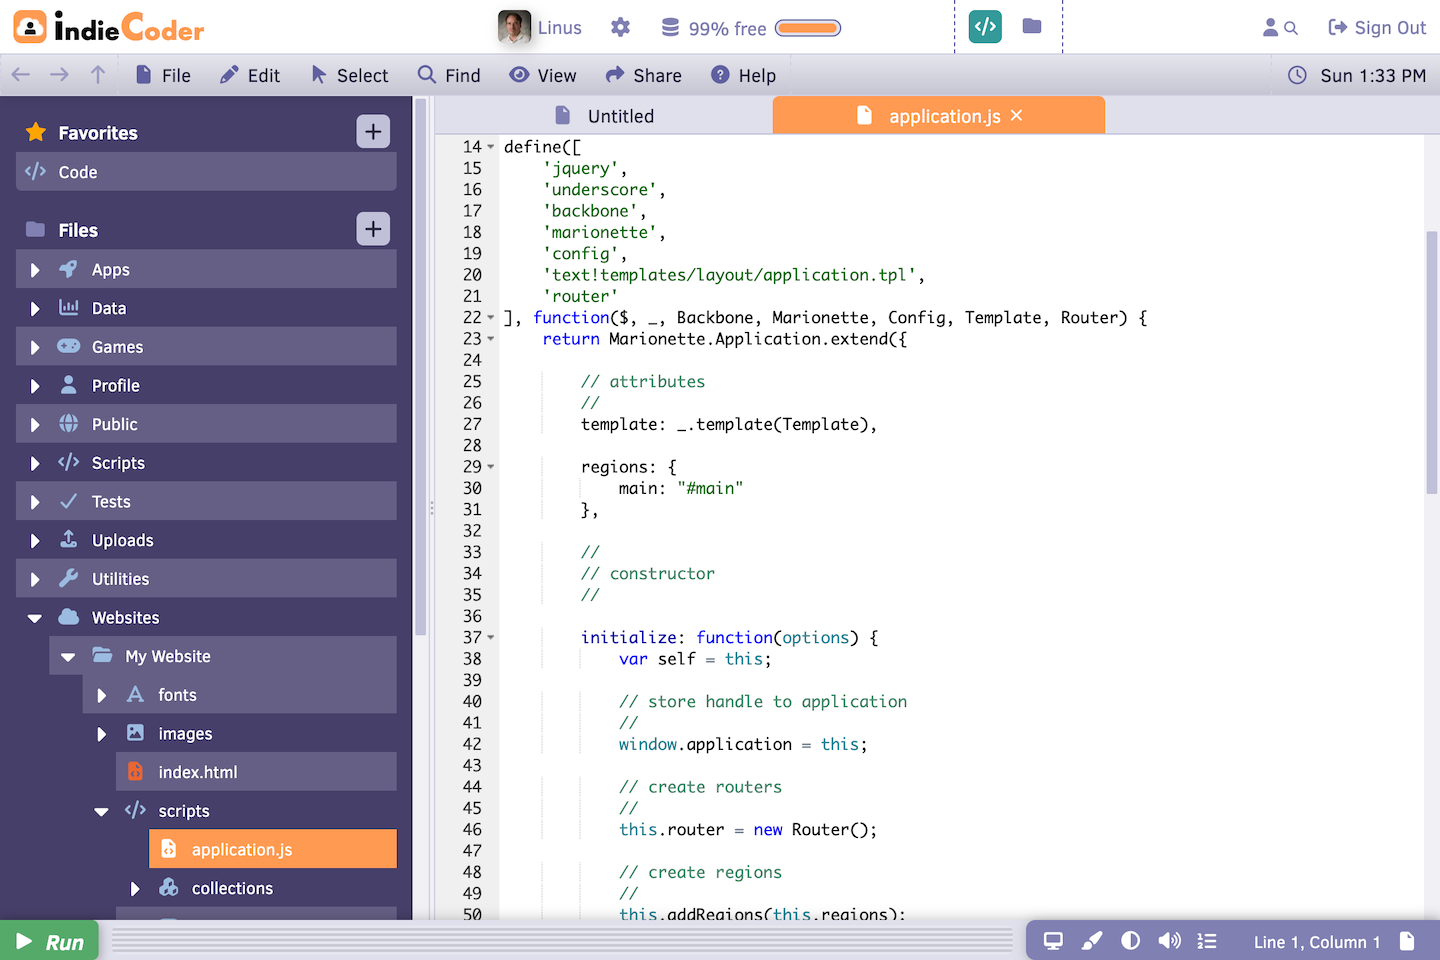 IndieCoder
Linus
99% free
Sign Out
File
Edit
Select
Find
View
Share
Help
Sun 1:33 PM
Favorites
Code
Files
Apps
Data
Games
Profile
Public
Scripts
Tests
Uploads
Utilities
Websites
My Website
fonts
images
index.html
scripts
application.js
collections
Untitled
application.js
14 define([
15 'jquery',
16 'underscore',
17 'backbone',
18 'marionette',
19 'config',
20 'text!templates/layout/application.tpl',
21 'router'
22 ], function($, _, Backbone, Marionette, Config, Template, Router) {
23 return Marionette.Application.extend({
24
25 // attributes
26 //
27 template: _.template(Template),
28
29 regions: {
30 main: "#main"
31 },
32
33 //
34 // constructor
35 //
36
37 initialize: function(options) {
38 var self = this;
39
40 // store handle to application
41 //
42 window.application = this;
43
44 // create routers
45 //
46 this.router = new Router();
47
48 // create regions
49 //
50 this.addRegions(this.regions);
Run
Line 1, Column 1